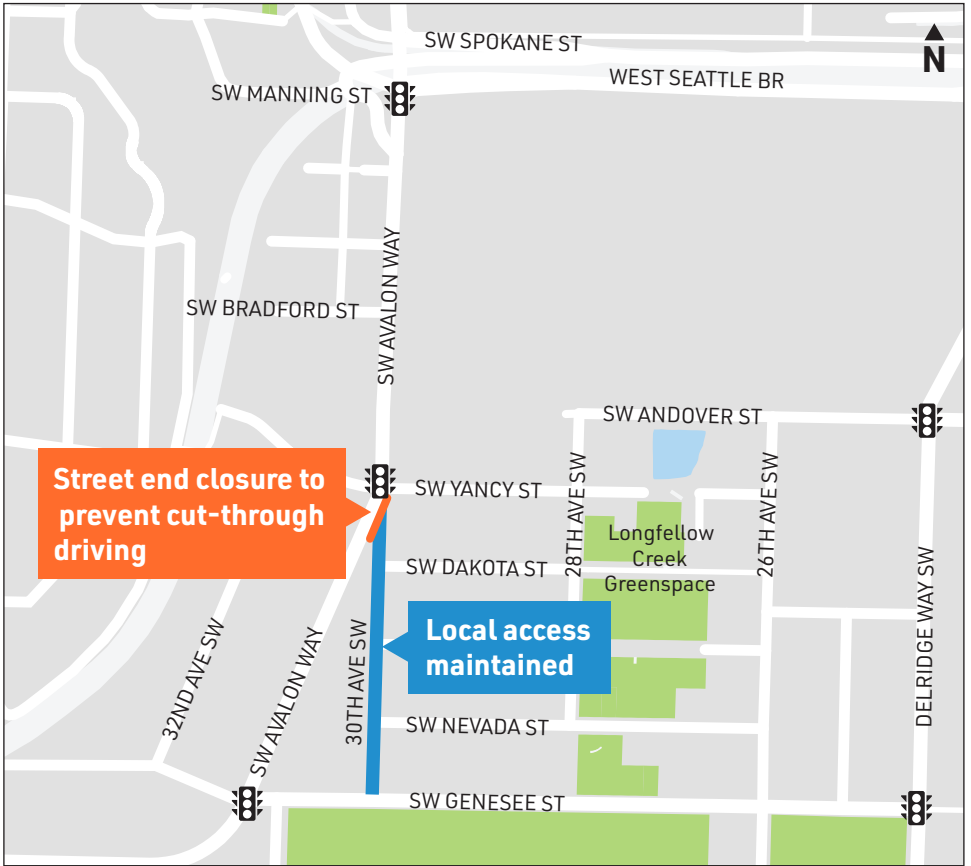 SW SPOKANE ST
N
WEST SEATTLE BR
SW MANNING ST
SW AVALON WAY
SW BRADFORD ST
SW ANDOVER ST
Street end closure to
prevent cut-through
driving
SW YANCY ST
28TH AVE SW
26TH AVE SW
Longfellow
Creek
Greenspace
SW DAKOTA ST
DELRIDGE WAY SW
Local access
maintained
32ND AVE SW
SW AVALON WAY
30TH AVE SW
SW NEVADA ST
SW GENESEE ST